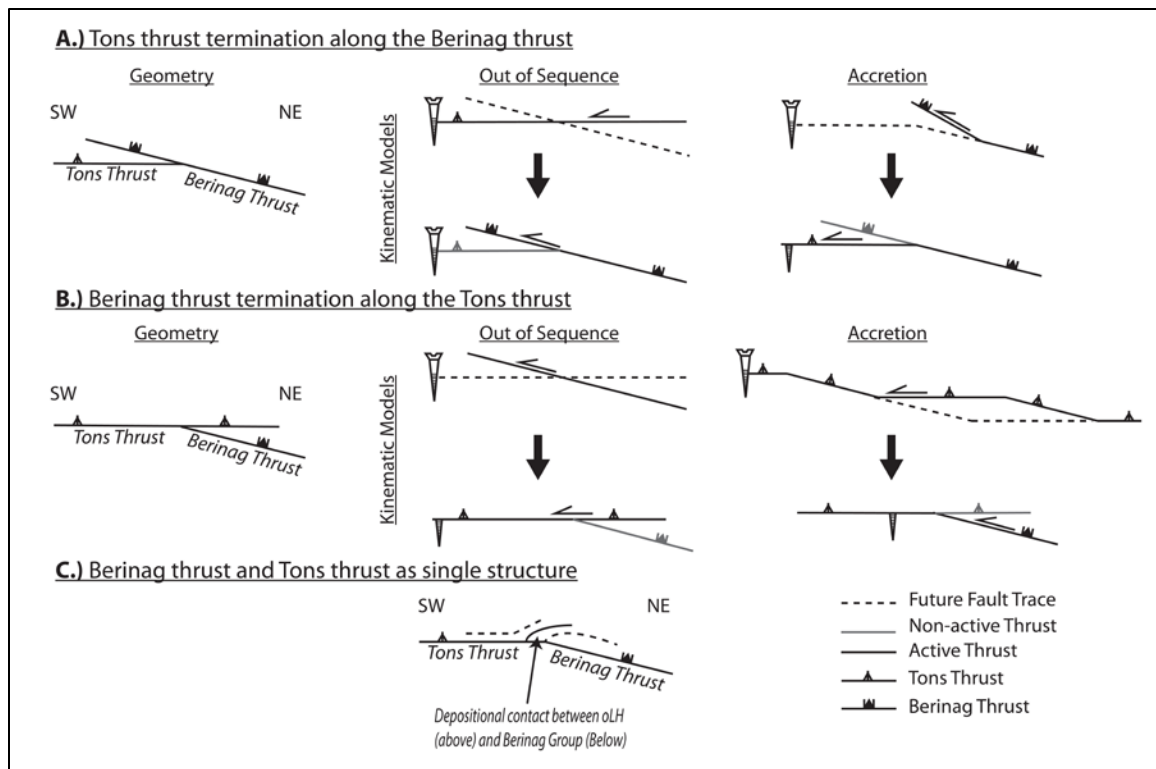 A.) Tons thrust termination along the Berinag thrust
Geometry
Out of Sequence
Accretion
SW
NE
Tons Thrust
Berinag Thrust
Kinematic Models
B.) Berinag thrust termination along the Tons thrust
Geometry
Out of Sequence
Accretion
SW
NE
Tons Thrust
Berinag Thrust
Kinematic Models
C.) Berinag thrust and Tons thrust as single structure
SW
NE
Tons Thrust
Berinag Thrust
Depositional contact between oLH
(above) and Berinag Group (Below)
Future Fault Trace
Non-active Thrust
Active Thrust
Tons Thrust
Berinag Thrust